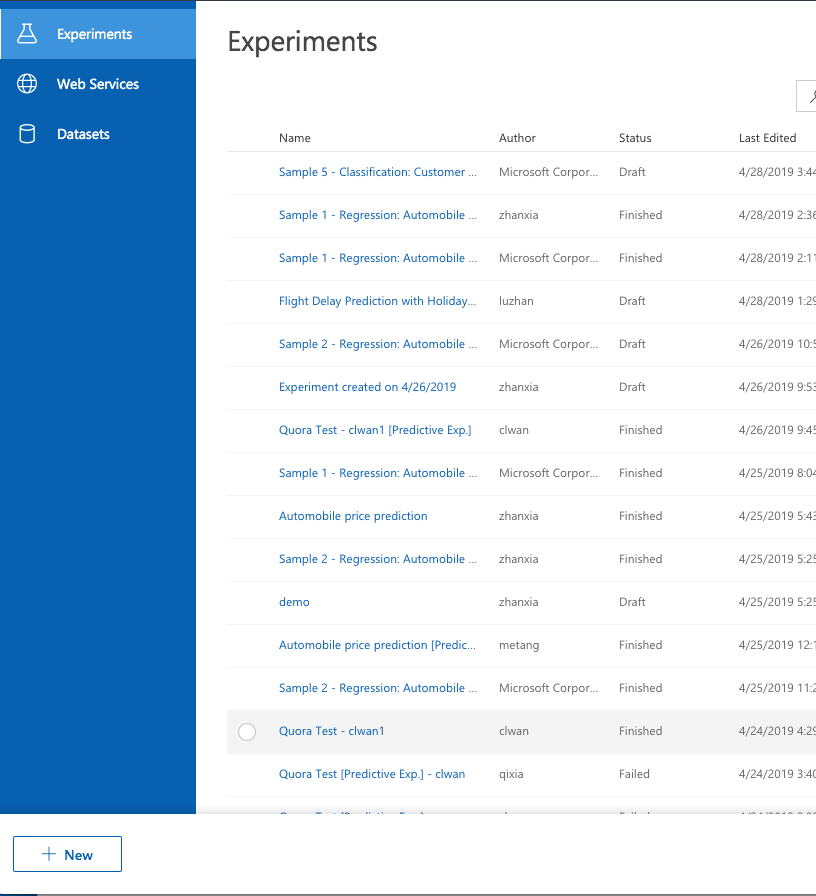 Experiments
Experiments
Web Services
Datasets
Name Author Status Last Edited
Sample 5 - Classification: Customer ... Microsoft Corpor... Draft 4/28/2019 3:44
Sample 1 - Regression: Automobile ... zhanxia Finished 4/28/2019 2:36
Sample 1 - Regression: Automobile ... Microsoft Corpor... Finished 4/28/2019 2:11
Flight Delay Prediction with Holiday... luzhan Draft 4/28/2019 1:29
Sample 2 - Regression: Automobile ... Microsoft Corpor... Draft 4/26/2019 10:5
Experiment created on 4/26/2019 zhanxia Draft 4/26/2019 9:53
Quora Test - clwan1 [Predictive Exp.] clwan Finished 4/26/2019 9:45
Sample 1 - Regression: Automobile ... Microsoft Corpor... Finished 4/25/2019 8:04
Automobile price prediction zhanxia Finished 4/25/2019 5:43
Sample 2 - Regression: Automobile ... zhanxia Finished 4/25/2019 5:25
demo zhanxia Draft 4/25/2019 5:25
Automobile price prediction [Predic... metang Finished 4/25/2019 12:1
Sample 2 - Regression: Automobile ... Microsoft Corpor... Finished 4/25/2019 11:2
Quora Test - clwan1 clwan Finished 4/24/2019 4:29
Quora Test [Predictive Exp.] - clwan qixia Failed 4/24/2019 3:40
New